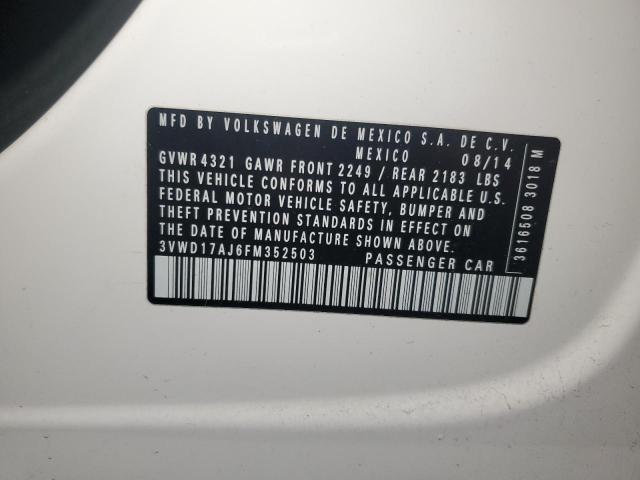 MFD BY VOLKSWAGEN DE MEXICO S.A. DE C.V.
MEXICO 08/14
GVWR 4321 GAWR FRONT 2249 / REAR 2183 LBS
THIS VEHICLE CONFORMS TO ALL APPLICABLE U.S.
FEDERAL MOTOR VEHICLE SAFETY, BUMPER AND
THEFT PREVENTION STANDARDS IN EFFECT ON
THE DATE OF MANUFACTURE SHOWN ABOVE.
3VWD17AJ6FM352503 PASSENGER CAR
3616508 3018 M